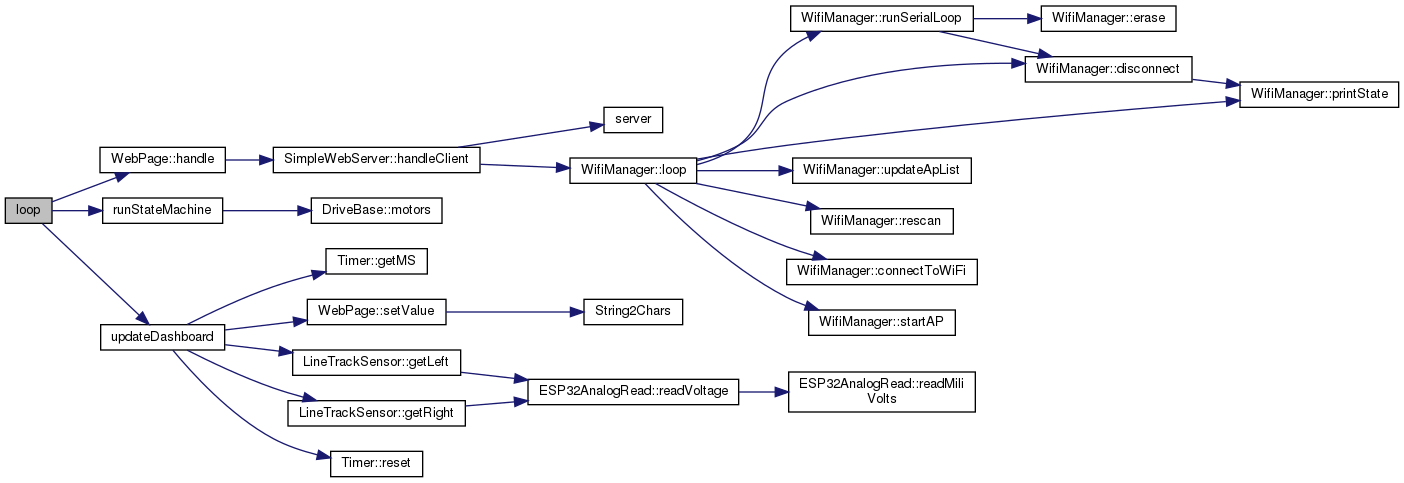 WifiManager::runSerialLoop
WifiManager::erase
WifiManager::disconnect
WifiManager::printState
server
WebPage::handle
SimpleWebServer::handleClient
WifiManager::loop
WifiManager::updateApList
loop
runStateMachine
DriveBase::motors
WifiManager::rescan
Timer::getMS
WifiManager::connectToWiFi
WebPage::setValue
String2Chars
WifiManager::startAP
updateDashboard
LineTrackSensor::getLeft
ESP32AnalogRead::readVoltage
ESP32AnalogRead::readMili
Volts
LineTrackSensor::getRight
Timer::reset